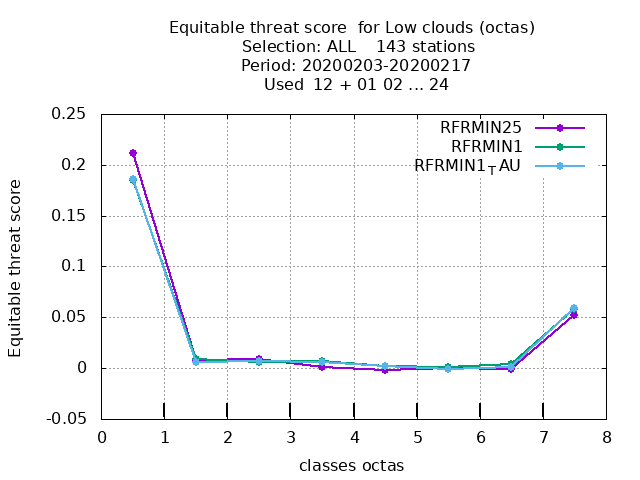 Equitable threat score  for Low clouds (octas)
Selection: ALL    143 stations
Period: 20200203-20200217
Used  12 + 01 02 ... 24
RFRMIN25
RFRMIN1
RFRMIN1TAU
Equitable threat score
0.25
0.2
0.15
0.1
0.05
0
-0.05
0 1 2 3 4 5 6 7 8
classes octas